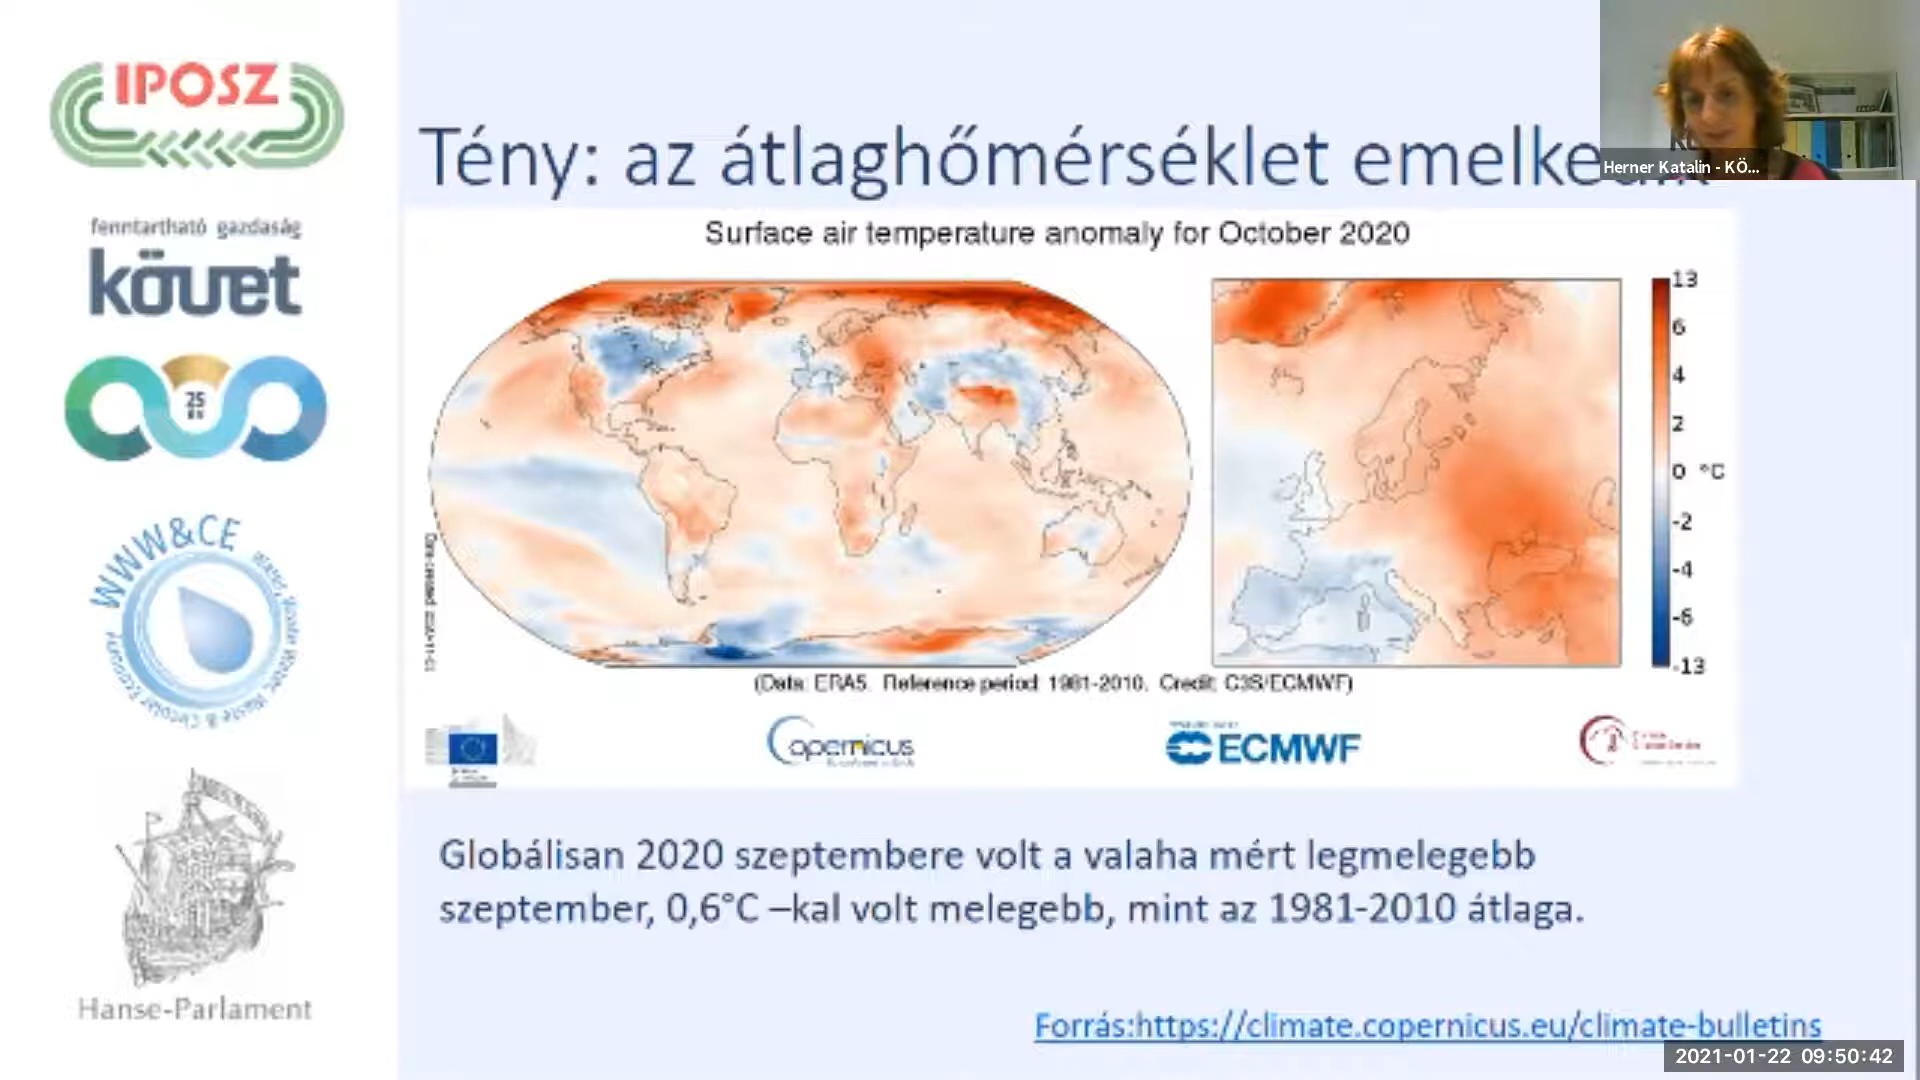 IPOSZ
fenntartható gazdaság
követ
25
WWW&CE
Hanse-Parlament
Tény: az átlaghőmérséklet
Herner Katalin - KÖ...
Surface air temperature anomaly for October 2020
13
6
4
2
0 °C
-2
-4
-6
-13
(Data: ERA5. Reference period: 1981-2010. Credit: C3S/ECMWF)
Copernicus
ECMWF
Globálisan 2020 szeptembere volt a valaha mért legmelegebb
szeptember, 0,6°C –kal volt melegebb, mint az 1981-2010 átlaga.
Forrás:https://climate.copernicus.eu/climate-bulletins
2021-01-22 09:50:42